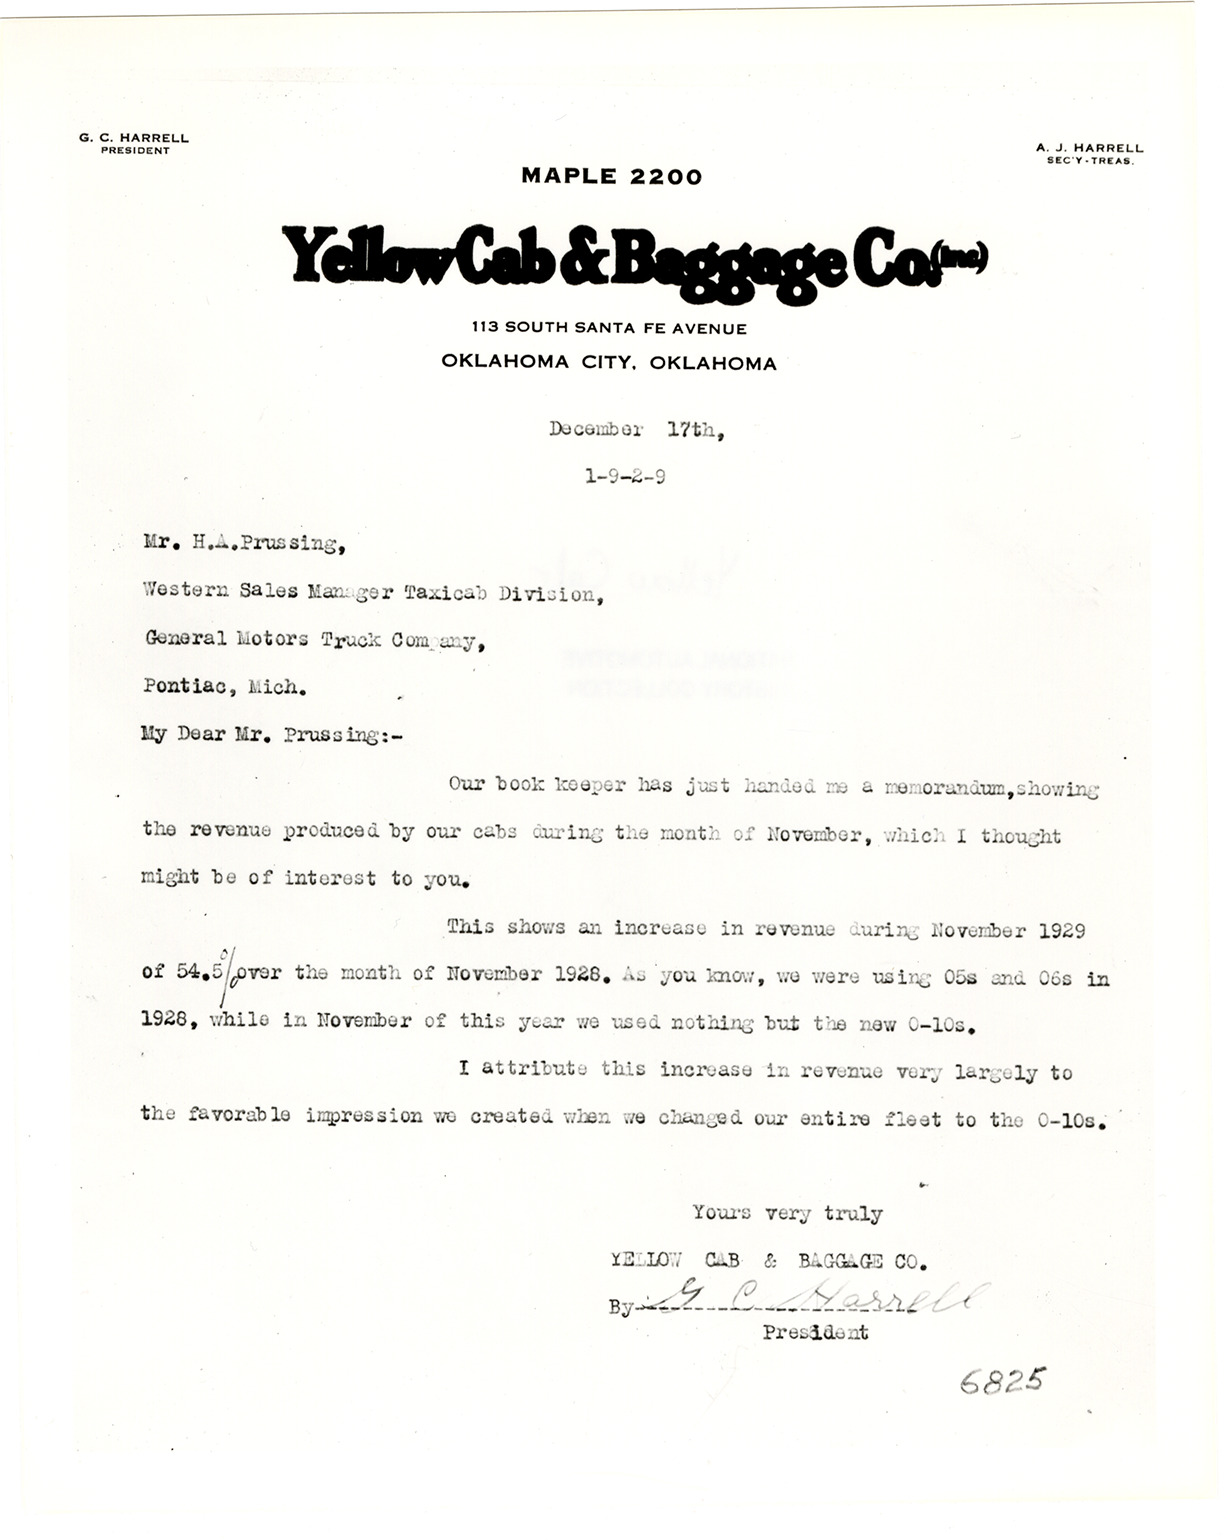 G. C. HARRELL
PRESIDENT
A. J. HARRELL
SEC'Y-TREAS.
MAPLE 2200
Yellow Cab & Baggage Co. (Inc)
113 SOUTH SANTA FE AVENUE
OKLAHOMA CITY, OKLAHOMA
December 17th,
1-9-2-9
Mr. H.A.Prussing,
Western Sales Manager Taxicab Division,
General Motors Truck Company,
Pontiac, Mich.
My Dear Mr. Prussing:-
Our book keeper has just handed me a memorandum,showing
the revenue produced by our cabs during the month of November, which I thought
might be of interest to you.
This shows an increase in revenue during November 1929
of 54.5% over the month of November 1928. As you know, we were using 05s and 06s in
1928, while in November of this year we used nothing but the new 0-10s.
I attribute this increase in revenue very largely to
the favorable impression we created when we changed our entire fleet to the 0-10s.
Yours very truly
YELLOW CAB & BAGGAGE CO.
By G C Harrell
President
6825